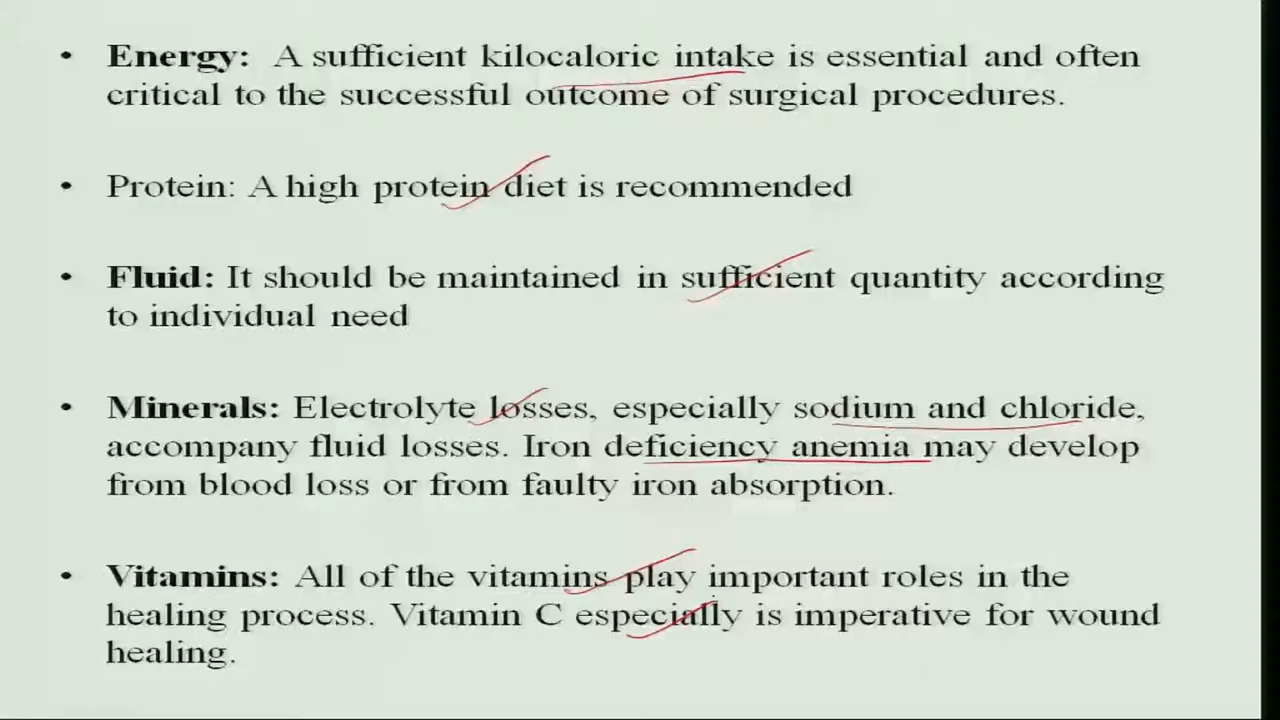 • Energy: A sufficient kilocaloric intake is essential and often
critical to the successful outcome of surgical procedures.
• Protein: A high protein diet is recommended
• Fluid: It should be maintained in sufficient quantity according
to individual need
• Minerals: Electrolyte losses, especially sodium and chloride,
accompany fluid losses. Iron deficiency anemia may develop
from blood loss or from faulty iron absorption.
• Vitamins: All of the vitamins play important roles in the
healing process. Vitamin C especially is imperative for wound
healing.